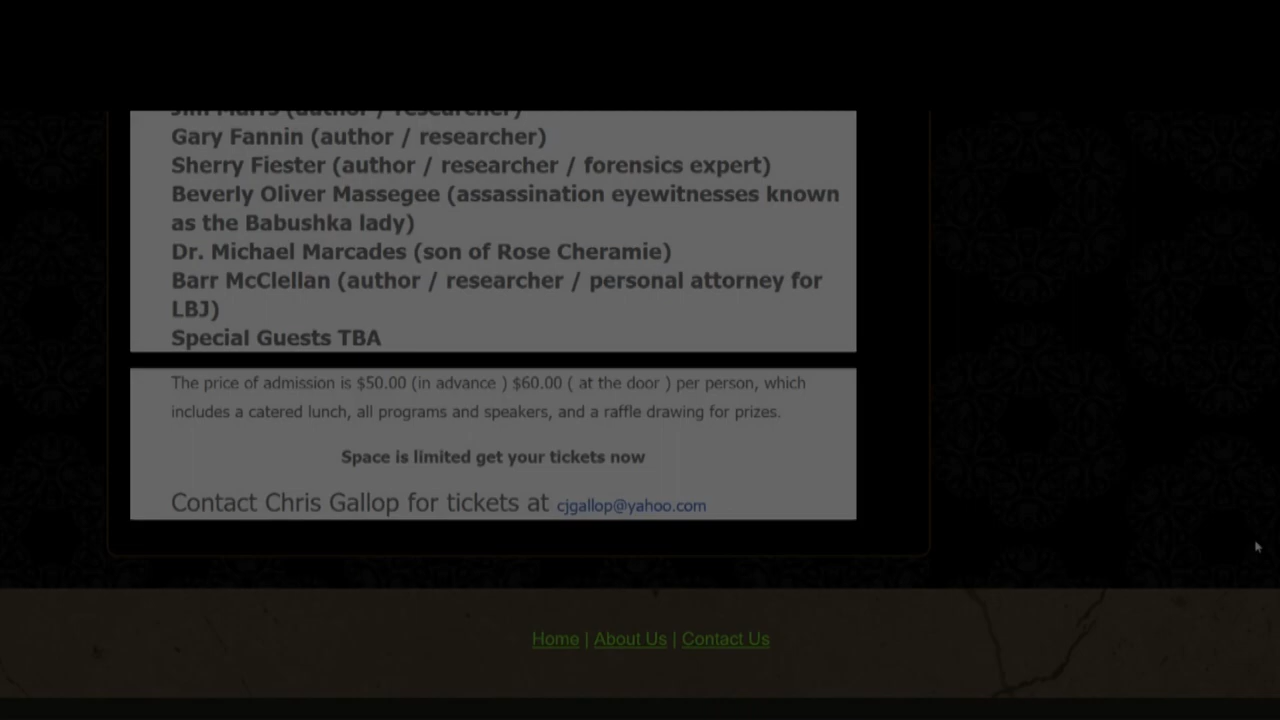 Jim Marrs (author / researcher)
Gary Fannin (author / researcher)
Sherry Fiester (author / researcher / forensics expert)
Beverly Oliver Massegee (assassination eyewitnesses known
as the Babushka lady)
Dr. Michael Marcades (son of Rose Cheramie)
Barr McClellan (author / researcher / personal attorney for
LBJ)
Special Guests TBA
The price of admission is $50.00 (in advance ) $60.00 ( at the door ) per person, which
includes a catered lunch, all programs and speakers, and a raffle drawing for prizes.
Space is limited get your tickets now
Contact Chris Gallop for tickets at cjgallop@yahoo.com
Home | About Us | Contact Us